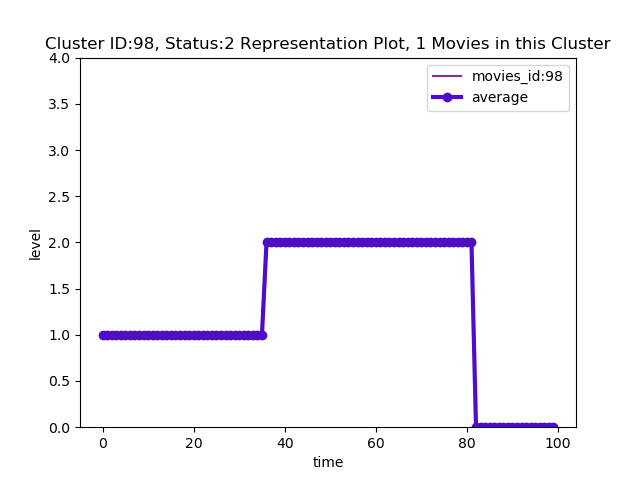 Cluster ID:98, Status:2 Representation Plot, 1 Movies in this Cluster
4.0
3.5
3.0
2.5
2.0
1.5
1.0
0.5
0.0
level
movies_id:98
average
0 20 40 60 80 100
time